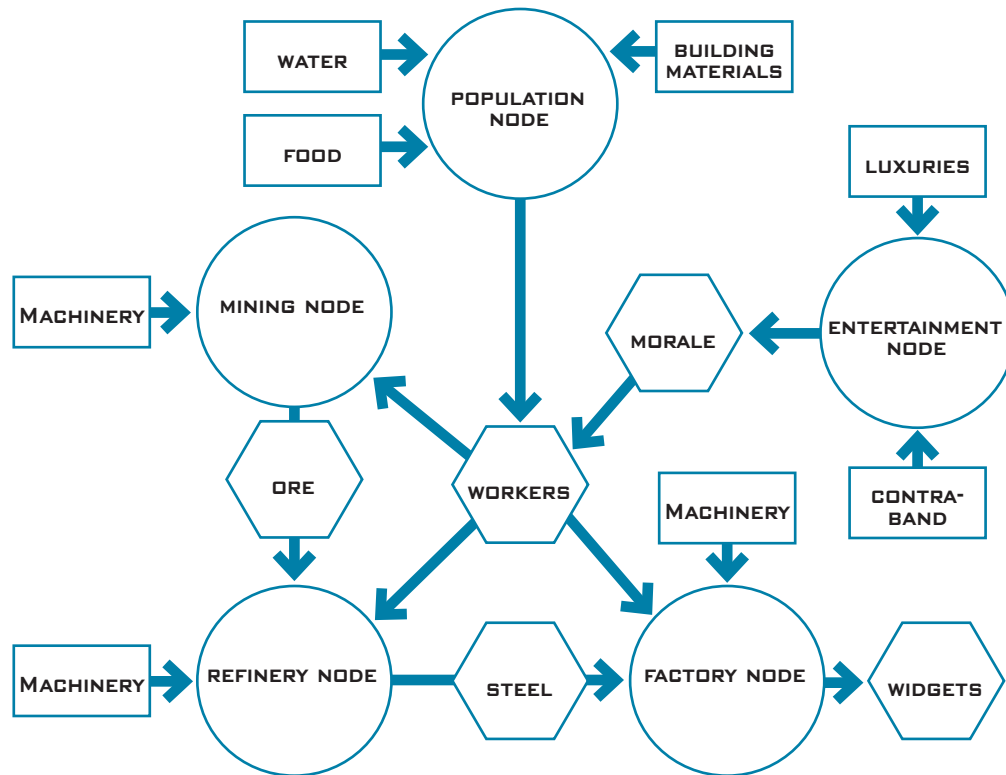 WATER
BUILDING
MATERIALS
POPULATION
NODE
FOOD
LUXURIES
MACHINERY
MINING NODE
MORALE
ENTERTAINMENT
NODE
ORE
WORKERS
MACHINERY
CONTRA-
BAND
MACHINERY
REFINERY NODE
STEEL
FACTORY NODE
WIDGETS